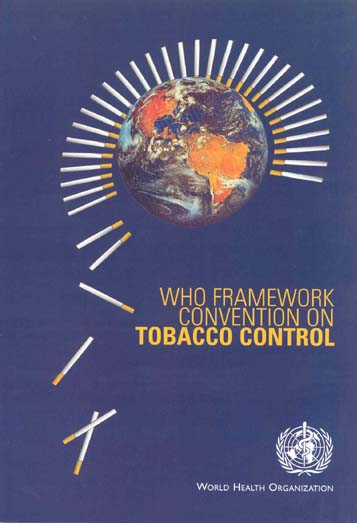 WHO FRAMEWORK
CONVENTION ON
TOBACCO CONTROL
WORLD HEALTH ORGANIZATION